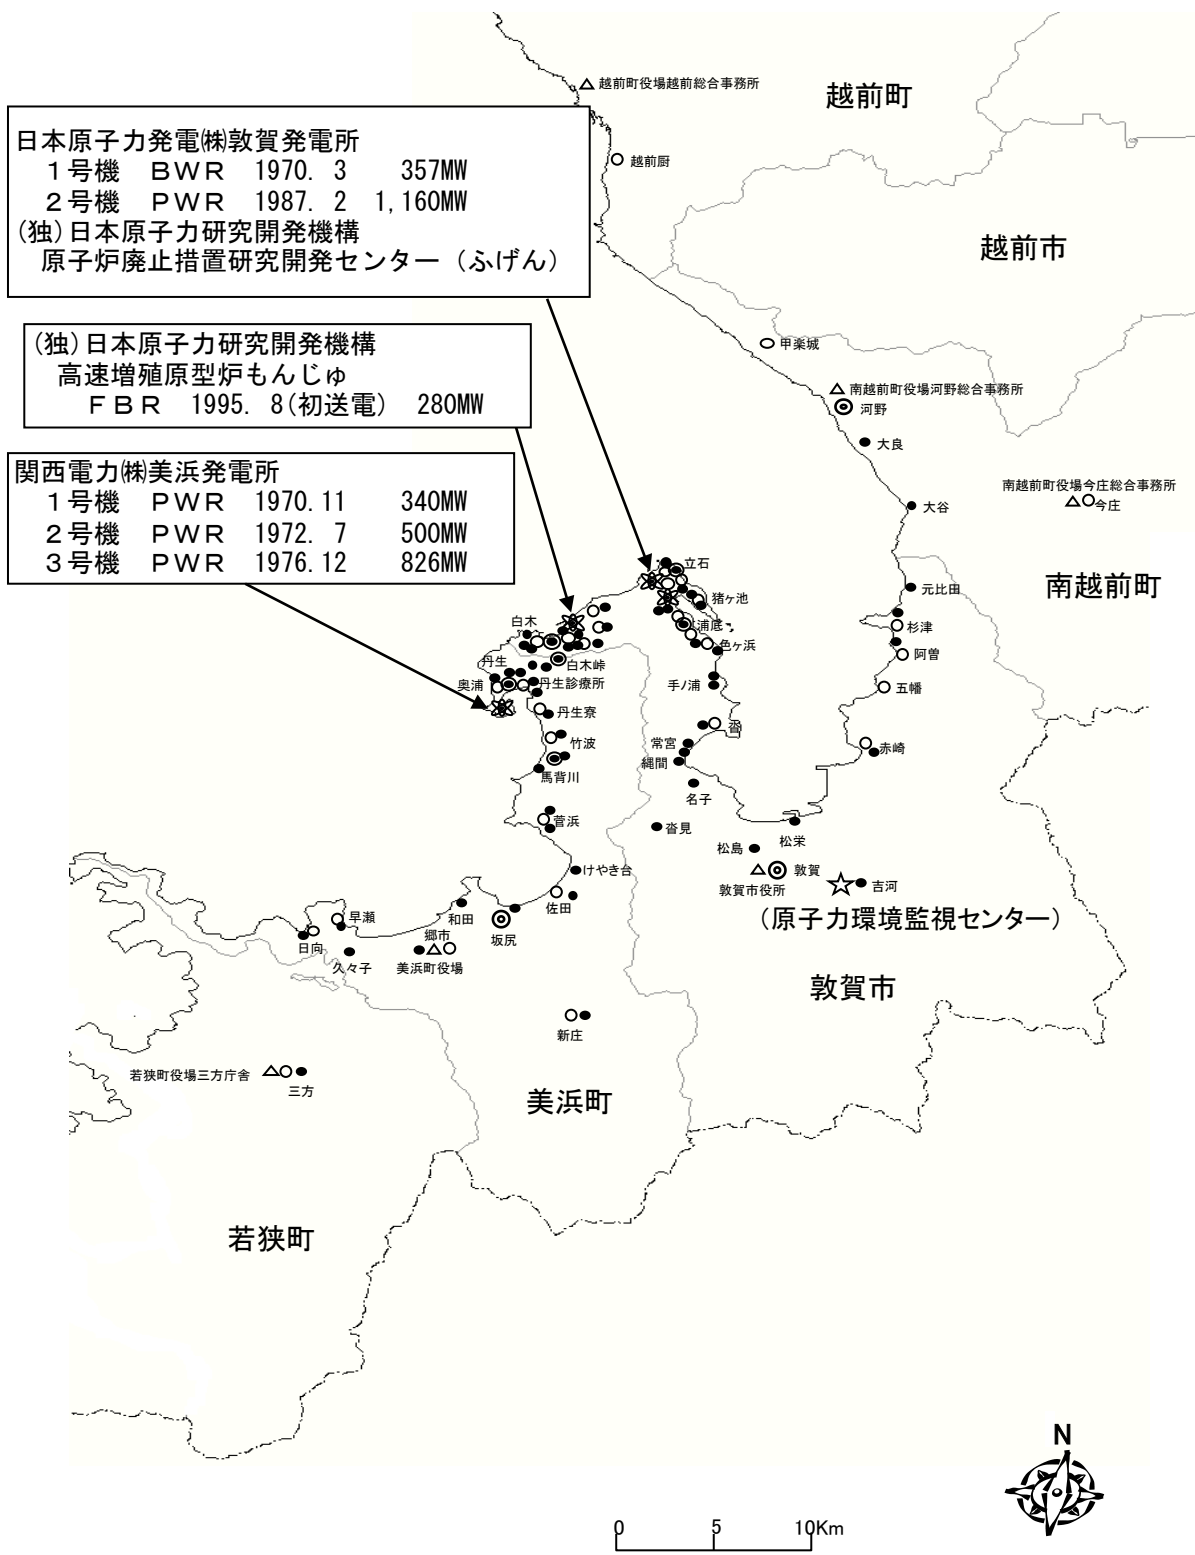 △越前町役場越前総合事務所
越前町
日本原子力発電㈱敦賀発電所
1号機　BWR　1970. 3　357MW
2号機　PWR　1987. 2　1,160MW
(独)日本原子力研究開発機構
原子炉廃止措置研究開発センター（ふげん）
越前厨
越前市
(独)日本原子力研究開発機構
高速増殖原型炉もんじゅ
FBR　1995. 8(初送電)　280MW
甲楽城
△南越前町役場河野総合事務所
河野
大良
関西電力㈱美浜発電所
1号機　PWR　1970.11　340MW
2号機　PWR　1972. 7　500MW
3号機　PWR　1976.12　826MW
南越前町役場今庄総合事務所
今庄
大谷
南越前町
立石
元比田
猪ヶ池
白木
浦底
杉津
色ヶ浜
阿曽
丹生
白木峠
奥浦
丹生診療所
手ノ浦
五幡
丹生寮
沓
竹波
常宮
赤崎
縄間
馬背川
名子
菅浜
沓見
松栄
松島
けやき台
敦賀
敦賀市役所
吉河
(原子力環境監視センター)
佐田
和田
早瀬
坂尻
日向
郷市
久々子
美浜町役場
敦賀市
新庄
若狭町役場三方庁舎
三方
美浜町
若狭町
N
0 5 10Km